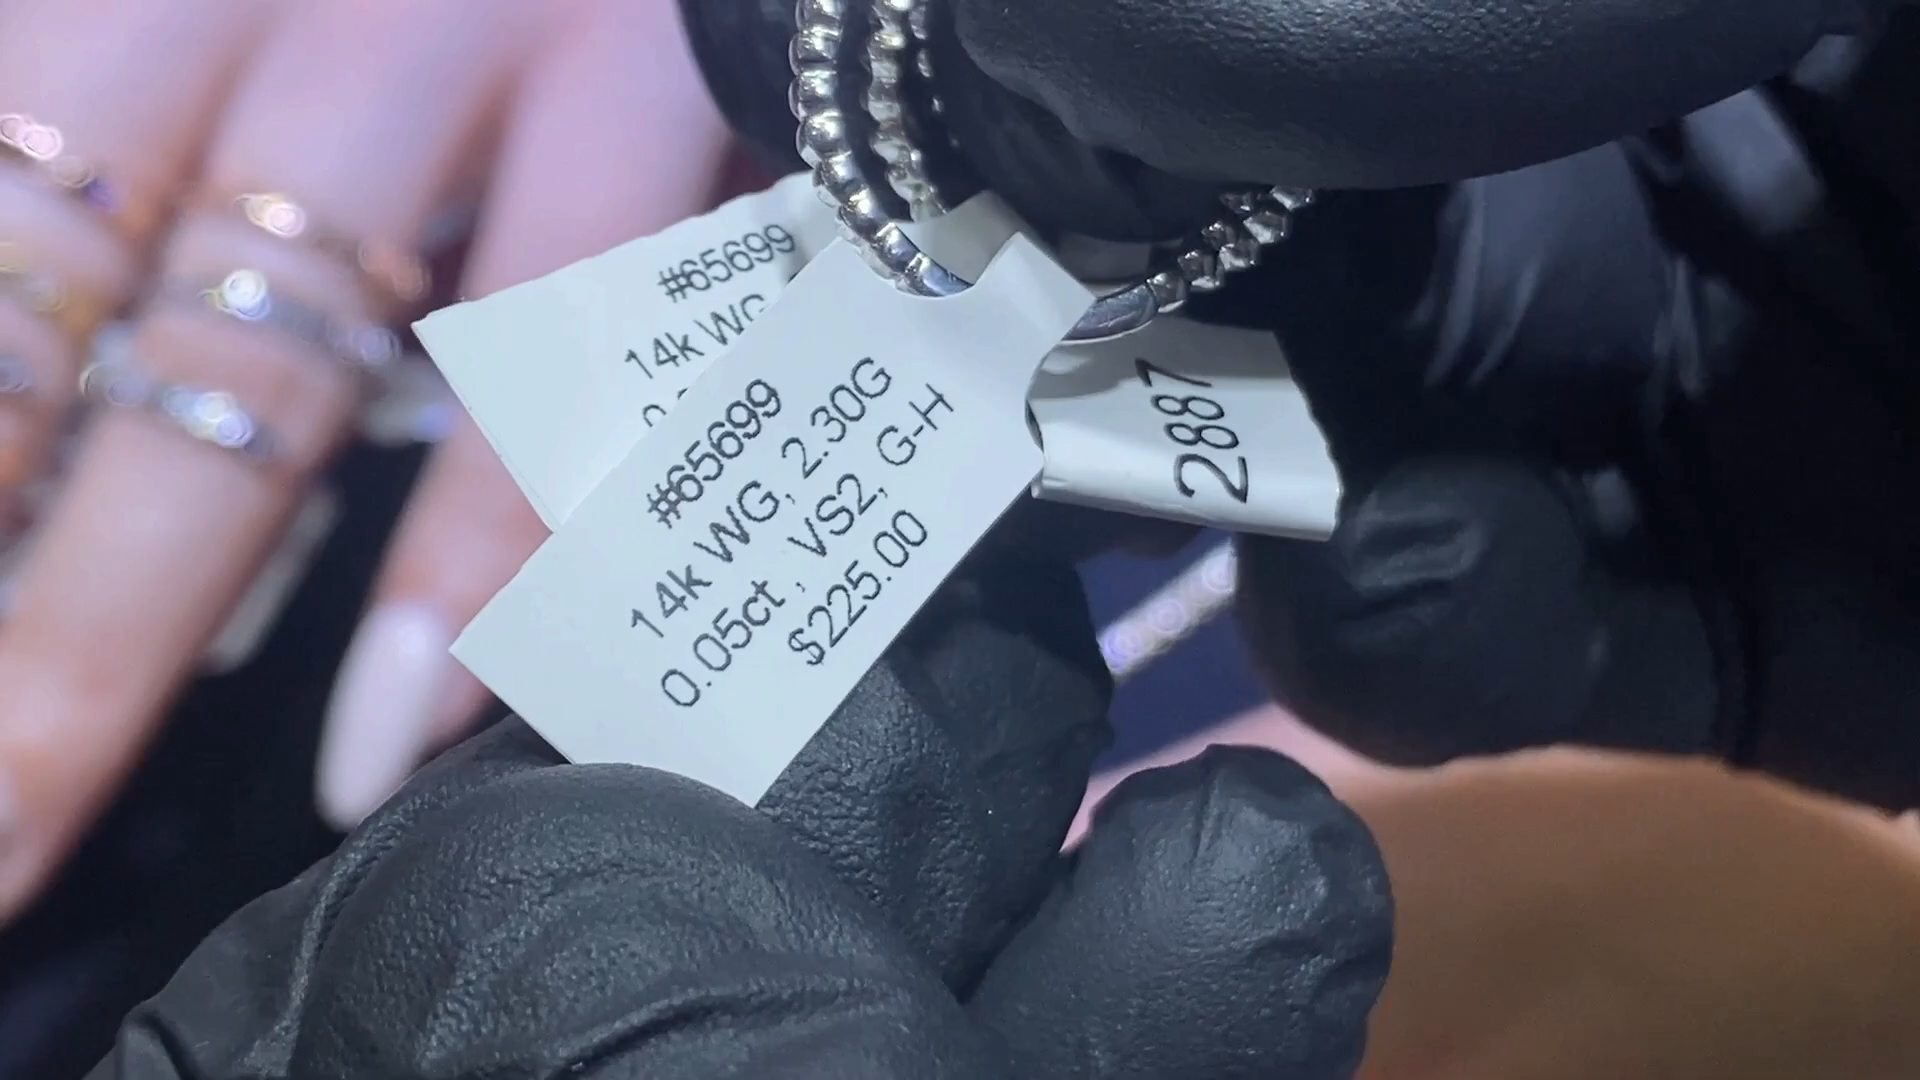 #65699
14k WG
#65699
14k WG, 2.30G
0.05ct , VS2, G-H
$225.00
2887